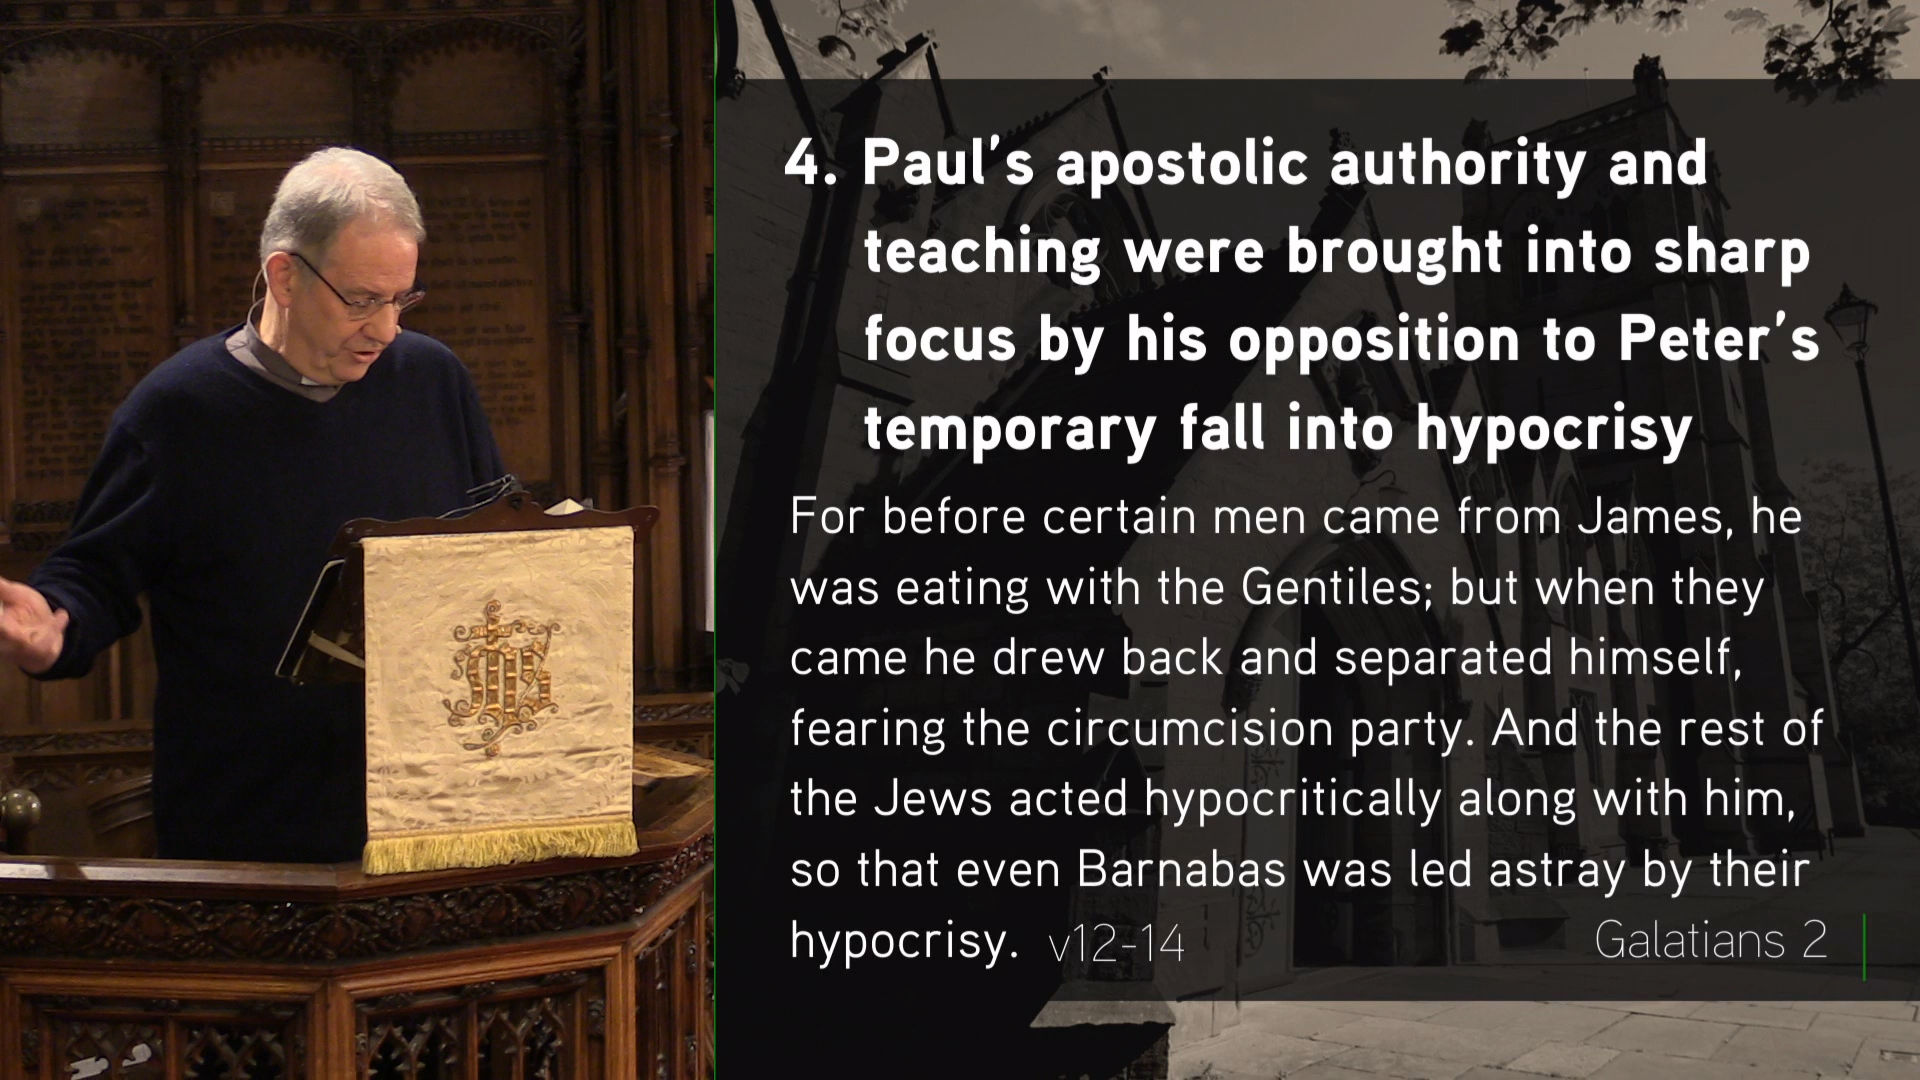 4. Paul's apostolic authority and
teaching were brought into sharp
focus by his opposition to Peter's
temporary fall into hypocrisy
For before certain men came from James, he
was eating with the Gentiles; but when they
came he drew back and separated himself,
fearing the circumcision party. And the rest of
the Jews acted hypocritically along with him,
so that even Barnabas was led astray by their
hypocrisy. v12-14
Galatians 2